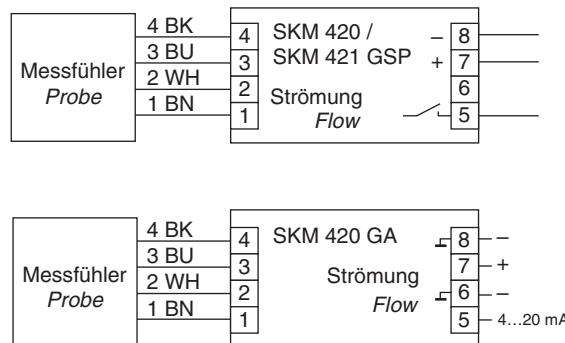 4 BK
3 BU
2 WH
1 BN
Messfühler
Probe
4
3
2
1
SKM 420 /
SKM 421 GSP
Strömung
Flow
– 8
+ 7
6
5
4 BK
3 BU
2 WH
1 BN
Messfühler
Probe
4
3
2
1
SKM 420 GA
Strömung
Flow
8 –
7 +
6 –
5 4...20 mA